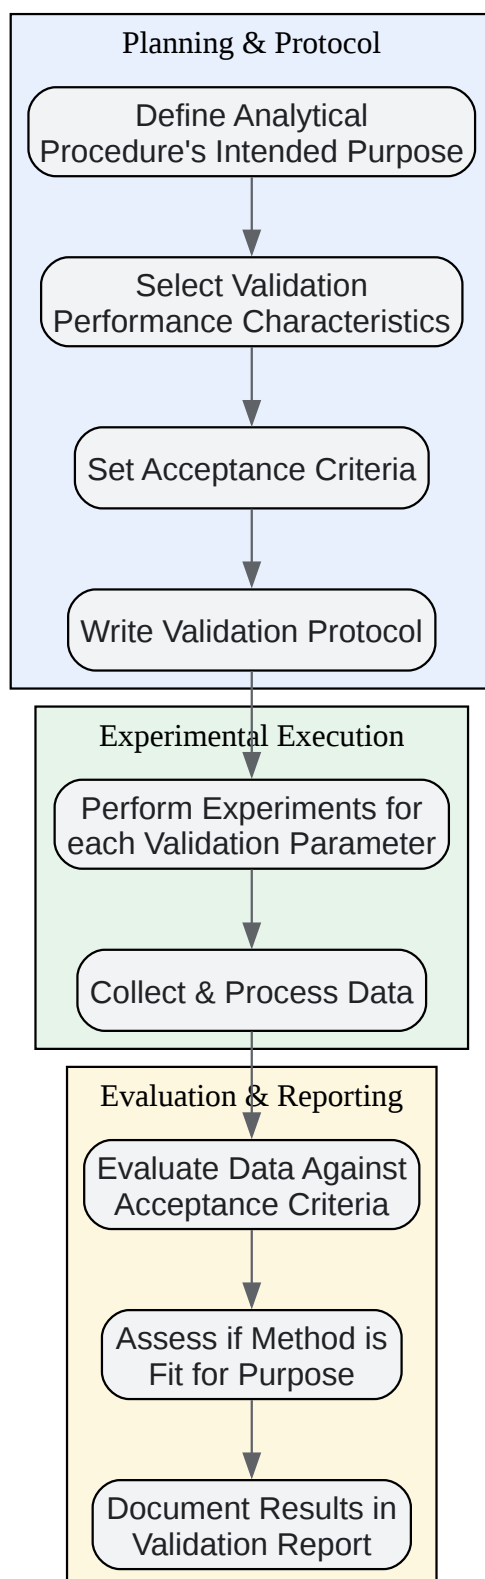 Planning & Protocol
Define Analytical
Procedure's Intended Purpose
Select Validation
Performance Characteristics
Set Acceptance Criteria
Write Validation Protocol
Experimental Execution
Perform Experiments for
each Validation Parameter
Collect & Process Data
Evaluation & Reporting
Evaluate Data Against
Acceptance Criteria
Assess if Method is
Fit for Purpose
Document Results in
Validation Report